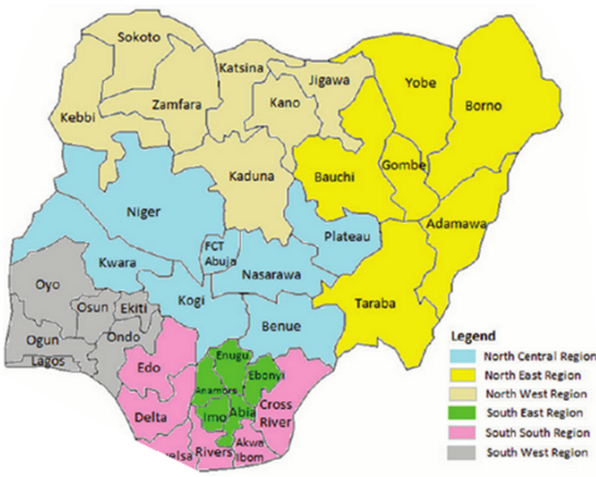 Sokoto
Katsina
Jigawa
Yobe
Borno
Zamfara
Kano
Kebbi
Kaduna
Bauchi
Gombe
Niger
Adamawa
Plateau
FCT
Abuja
Kwara
Nasarawa
Oyo
Kogi
Taraba
Osun
Ekiti
Benue
Ogun
Ondo
Lagos
Edo
Enugu
Ebonyi
Anamors
Delta
Imo
Abia
Cross
River
elsa
Rivers
Akwa
Ibom
Legend
North Central Region
North East Region
North West Region
South East Region
South South Region
South West Region